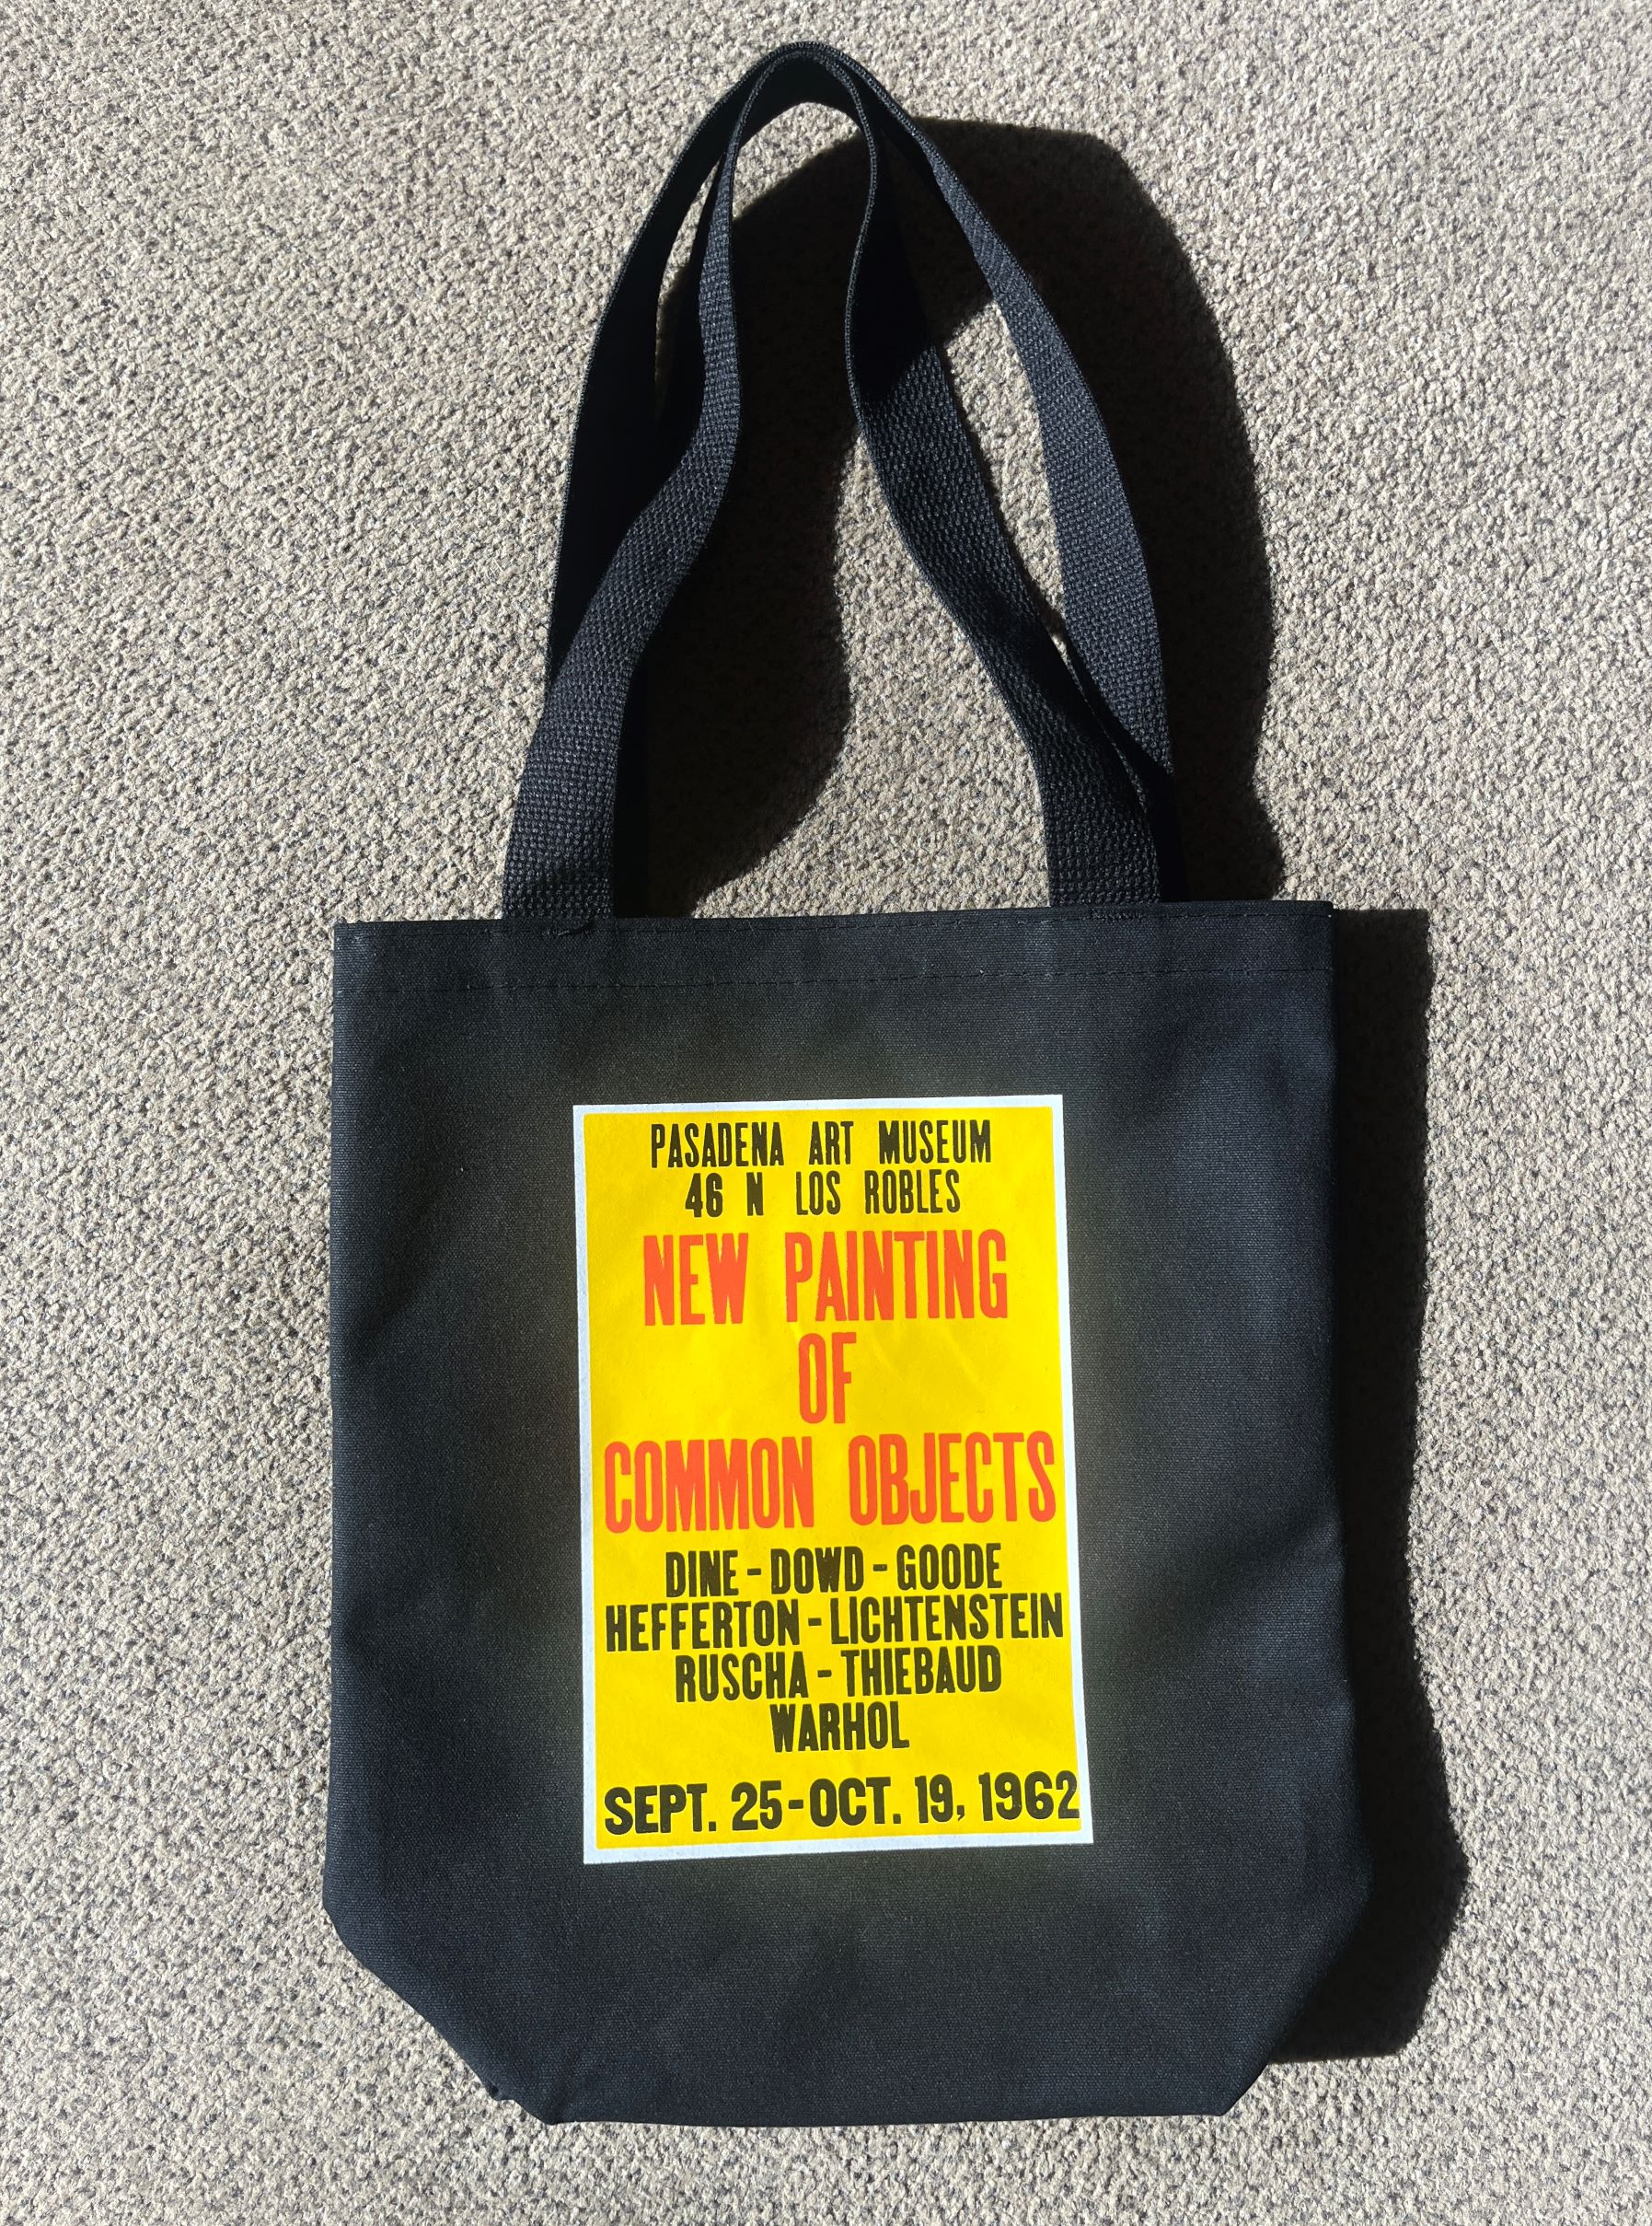 PASADENA ART MUSEUM
46 N LOS ROBLES
NEW PAINTING
OF
COMMON OBJECTS
DINE-DOWD-GOODE
HEFFERTON-LICHTENSTEIN
RUSCHA-THIEBAUD
WARHOL
SEPT. 25-OCT. 19, 1962